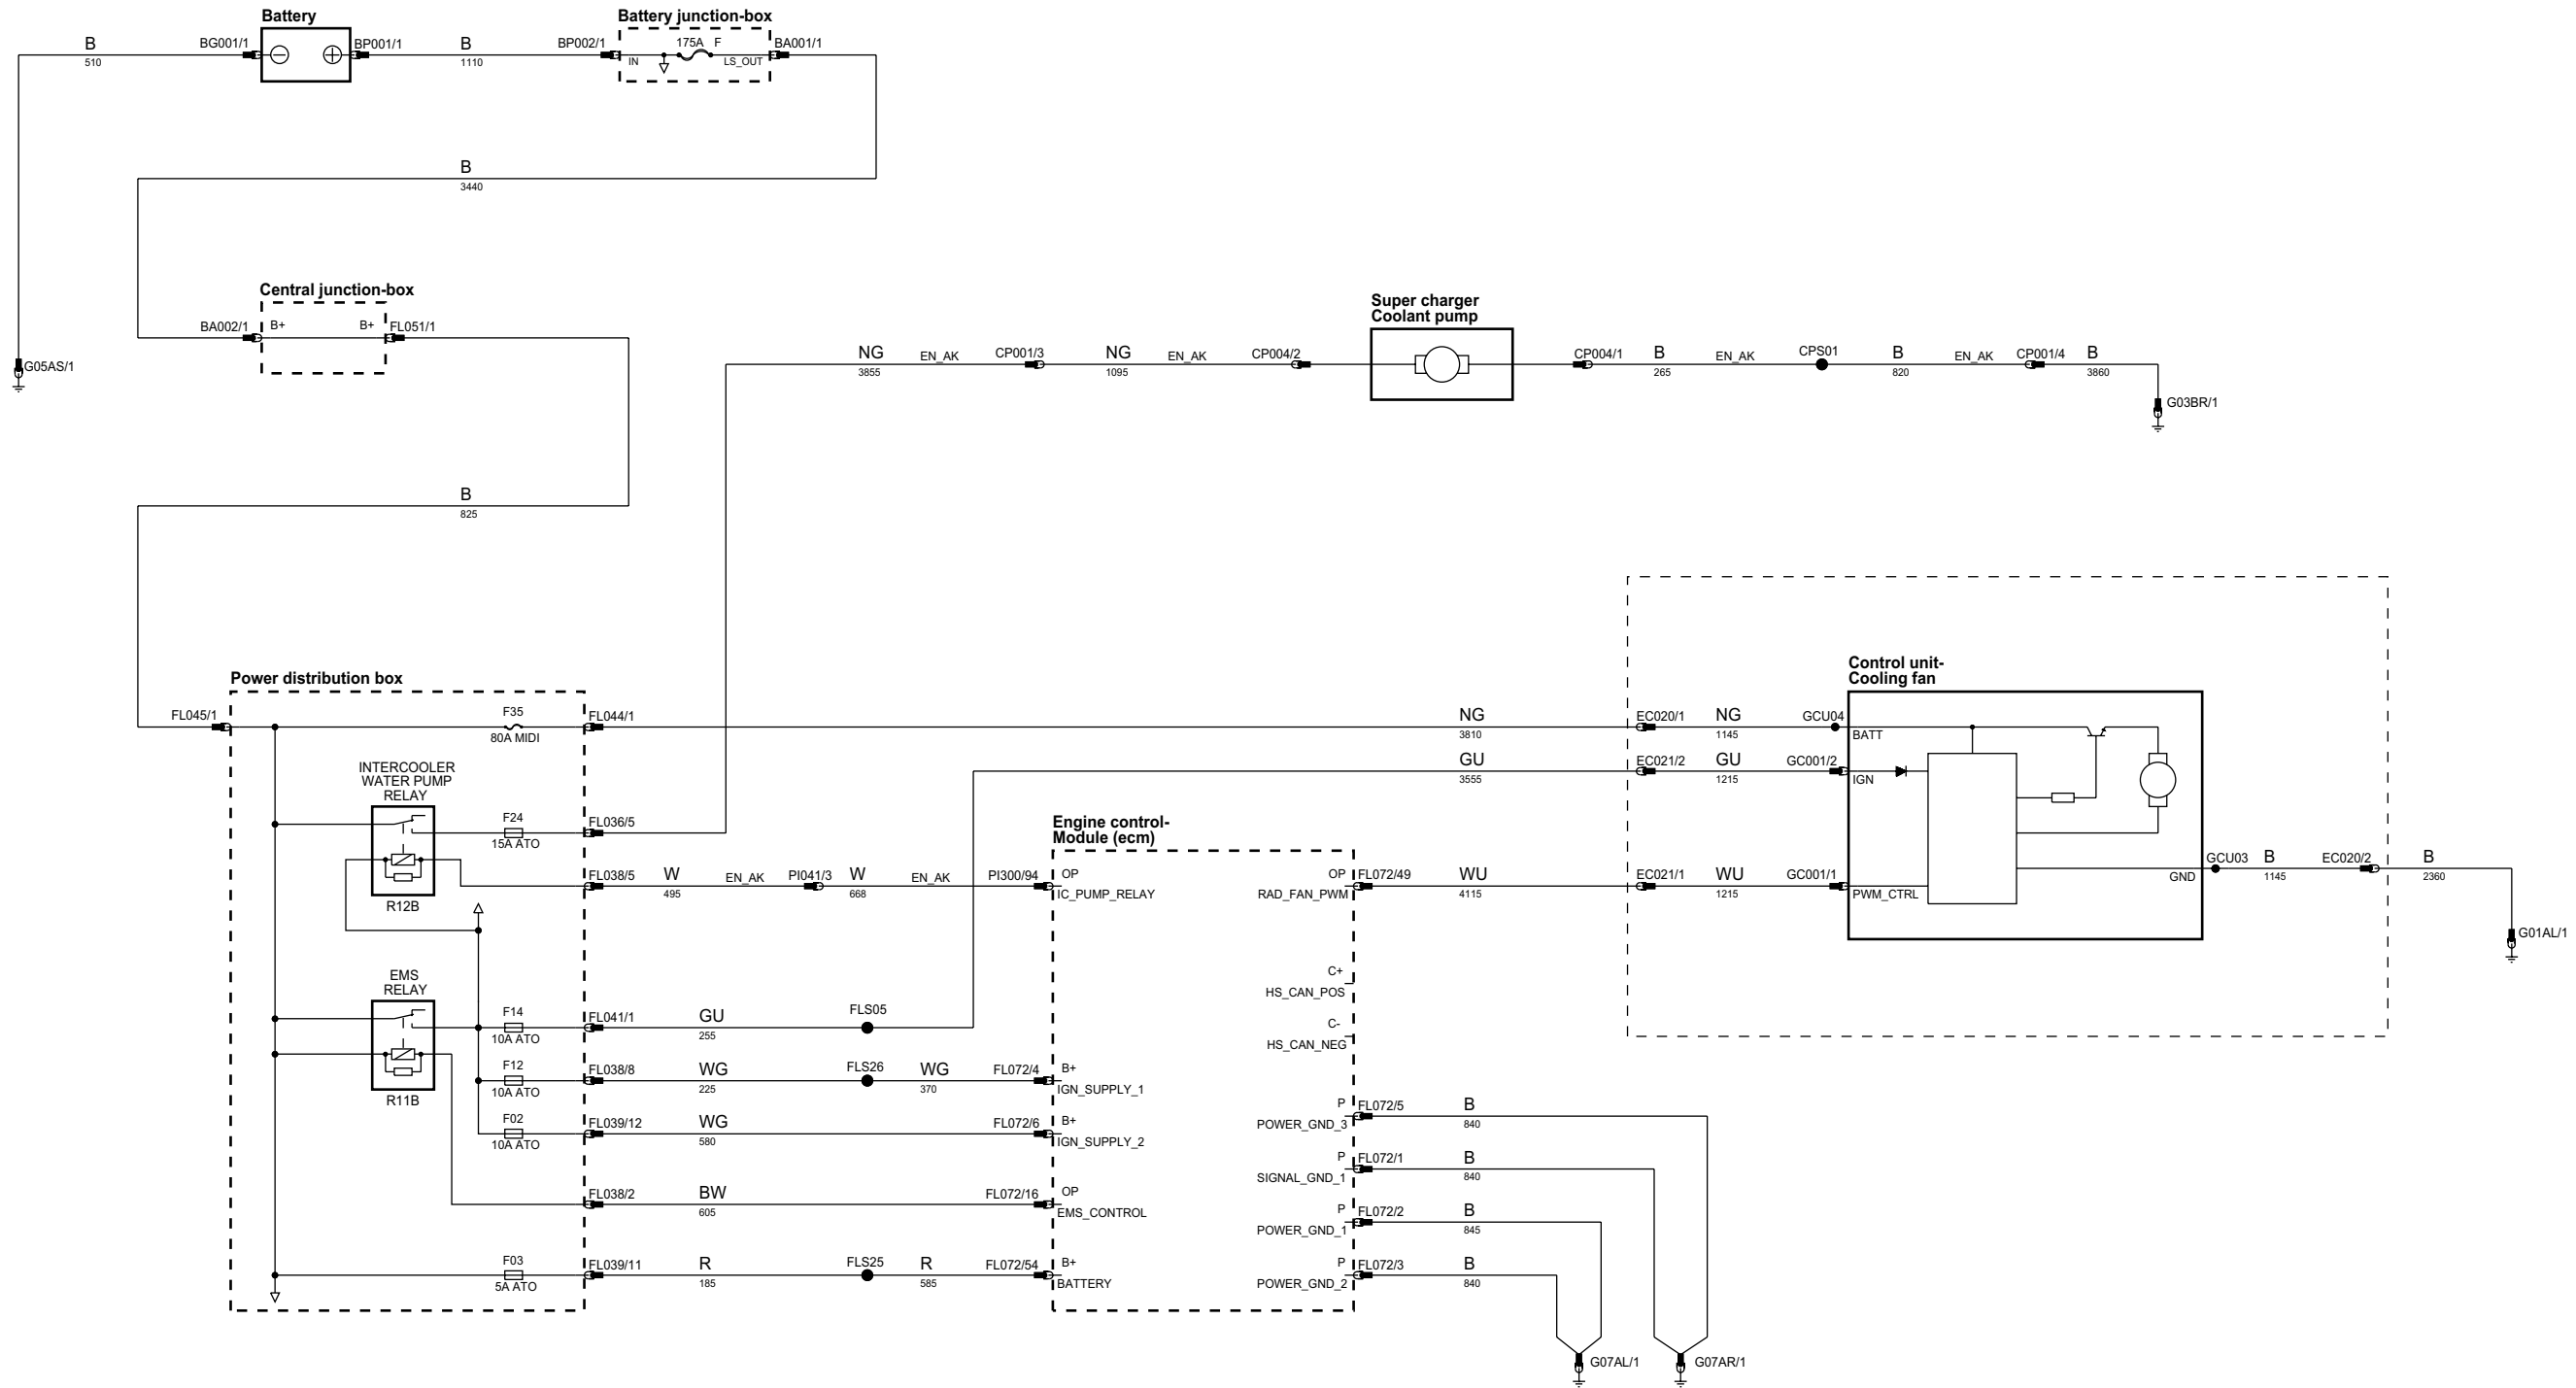 Battery
Battery junction-box
B
510
BG001/1
BP001/1
B
1110
BP002/1
175A F
IN
LS_OUT
BA001/1
B
3440
Central junction-box
BA002/1
B+
B+
FL051/1
G05AS/1
Super charger
Coolant pump
NG
3855
EN_AK
CP001/3
NG
1095
EN_AK
CP004/2
CP004/1
B
265
EN_AK
CPS01
B
820
EN_AK
CP001/4
B
3860
G03BR/1
B
825
Power distribution box
FL045/1
F35
80A MIDI
FL044/1
NG
3810
EC020/1
NG
1145
GCU04
Control unit-
Cooling fan
BATT
GU
3555
EC021/2
GU
1215
GC001/2
IGN
INTERCOOLER
WATER PUMP
RELAY
R12B
F24
15A ATO
FL036/5
FL038/5
W
495
EN_AK
PI041/3
W
668
EN_AK
PI300/94
Engine control-
Module (ecm)
OP
IC_PUMP_RELAY
OP
RAD_FAN_PWM
FL072/49
WU
4115
EC021/1
WU
1215
GC001/1
PWM_CTRL
GND
GCU03
B
1145
EC020/2
B
2360
G01AL/1
C+
HS_CAN_POS
C-
HS_CAN_NEG
EMS
RELAY
R11B
F14
10A ATO
FL041/1
GU
255
FLS05
F12
10A ATO
FL038/8
WG
225
FLS26
WG
370
FL072/4
B+
IGN_SUPPLY_1
F02
10A ATO
FL039/12
WG
580
FL072/6
B+
IGN_SUPPLY_2
P
POWER_GND_3
FL072/5
B
840
P
SIGNAL_GND_1
FL072/1
B
840
FL038/2
BW
605
FL072/16
OP
EMS_CONTROL
P
POWER_GND_1
FL072/2
B
845
F03
5A ATO
FL039/11
R
185
FLS25
R
585
FL072/54
B+
BATTERY
P
POWER_GND_2
FL072/3
B
840
G07AL/1
G07AR/1